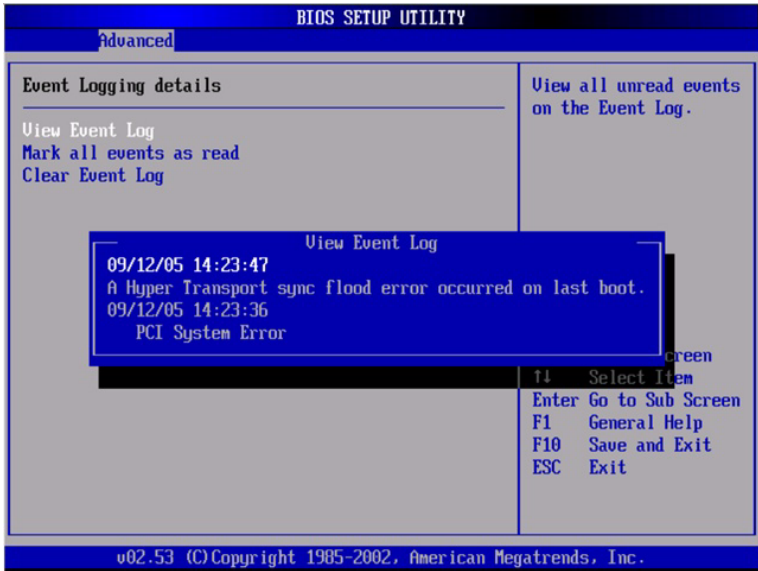 BIOS SETUP UTILITY
Advanced
Event Logging details
View Event Log
Mark all events as read
Clear Event Log
View all unread events
on the Event Log.
View Event Log
09/12/05 14:23:47
A Hyper Transport sync flood error occurred on last boot.
09/12/05 14:23:36
PCI System Error
creen
↑↓ Select Item
Enter Go to Sub Screen
F1 General Help
F10 Save and Exit
ESC Exit
v02.53 (C)Copyright 1985-2002, American Megatrends, Inc.